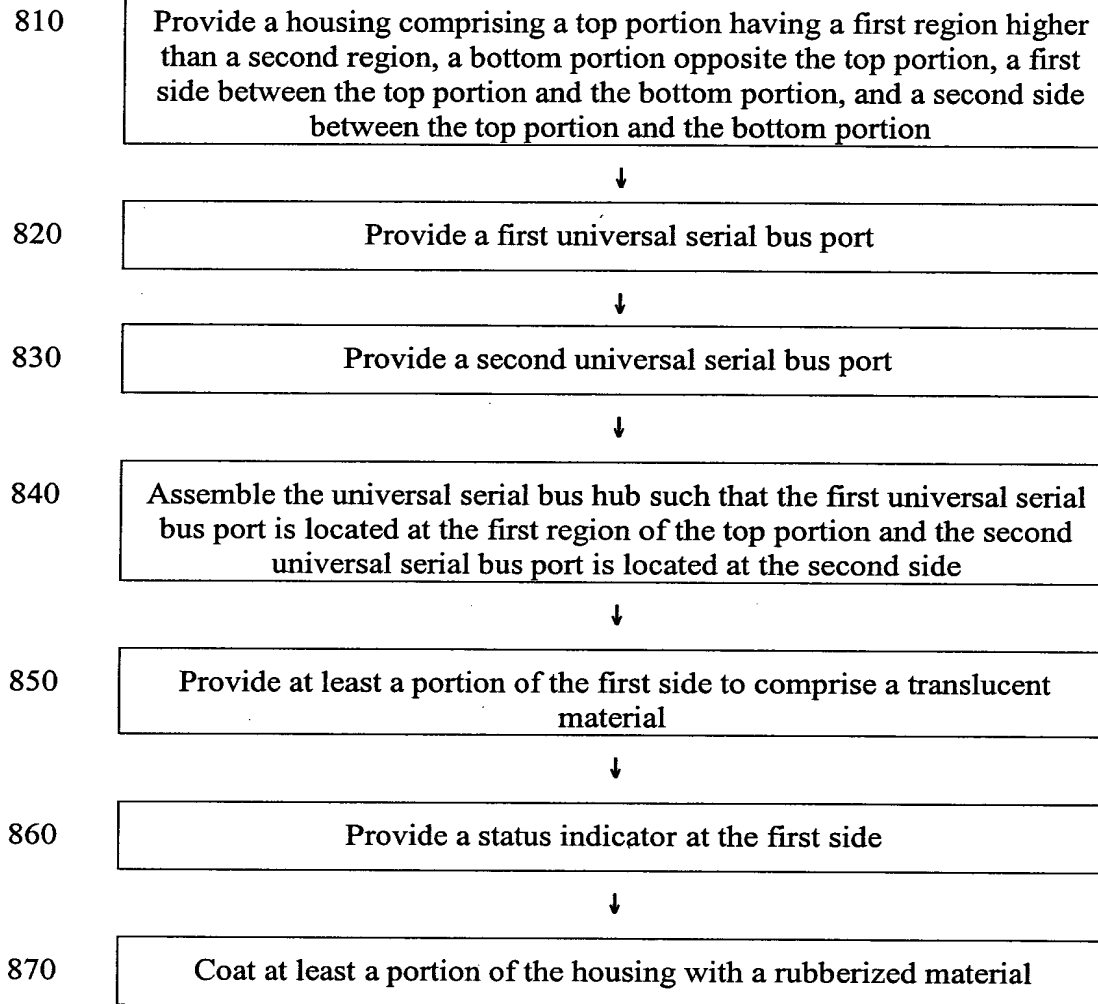 810
Provide a housing comprising a top portion having a first region higher
than a second region, a bottom portion opposite the top portion, a first
side between the top portion and the bottom portion, and a second side
between the top portion and the bottom portion
↓
820
Provide a first universal serial bus port
↓
830
Provide a second universal serial bus port
↓
840
Assemble the universal serial bus hub such that the first universal serial
bus port is located at the first region of the top portion and the second
universal serial bus port is located at the second side
↓
850
Provide at least a portion of the first side to comprise a translucent
material
↓
860
Provide a status indicator at the first side
↓
870
Coat at least a portion of the housing with a rubberized material